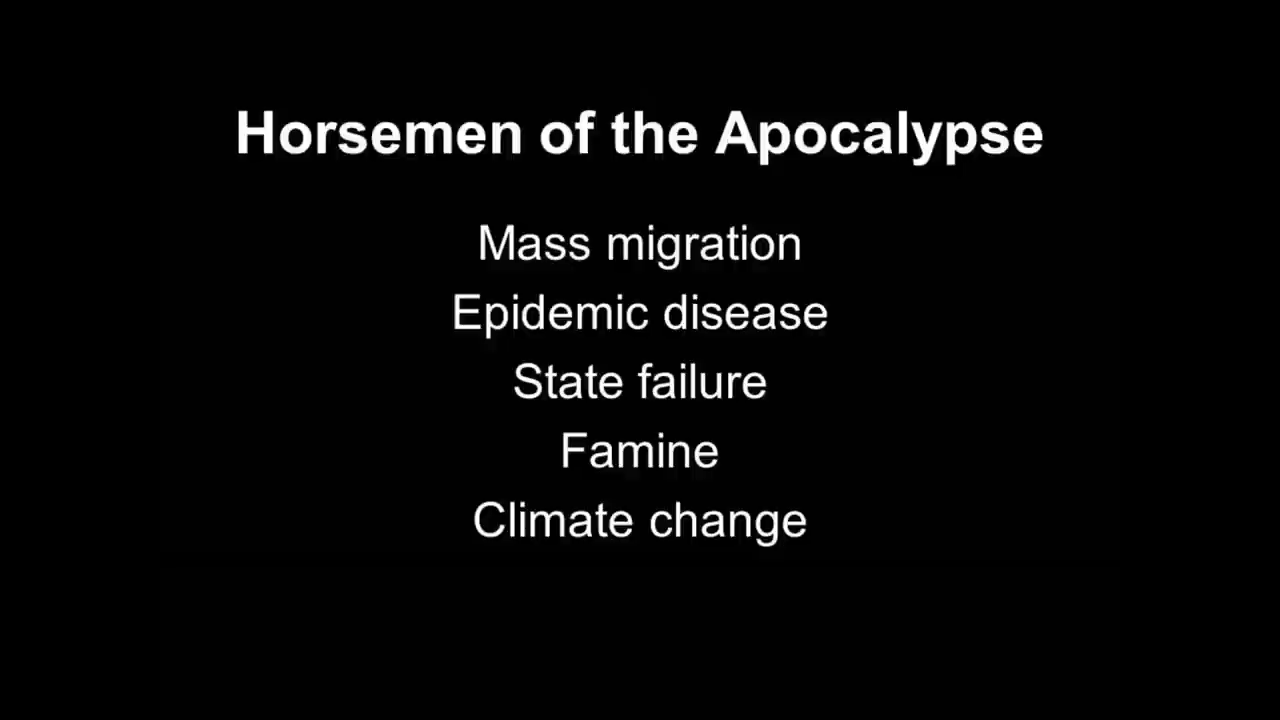 Horsemen of the Apocalypse
Mass migration
Epidemic disease
State failure
Famine
Climate change